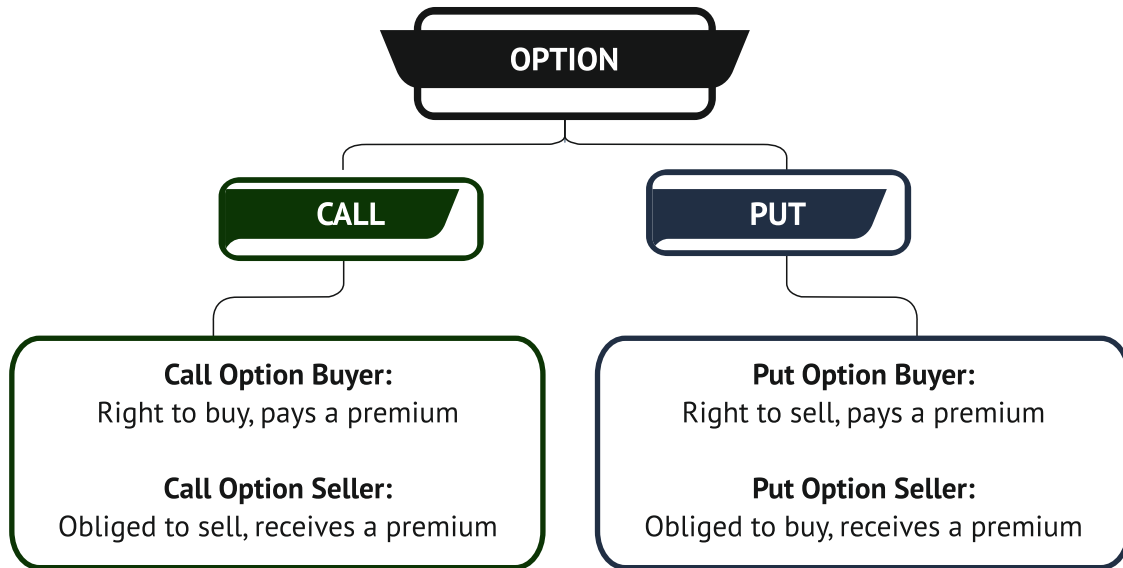 OPTION
CALL
PUT
Call Option Buyer:
Right to buy, pays a premium
Call Option Seller:
Obliged to sell, receives a premium
Put Option Buyer:
Right to sell, pays a premium
Put Option Seller:
Obliged to buy, receives a premium